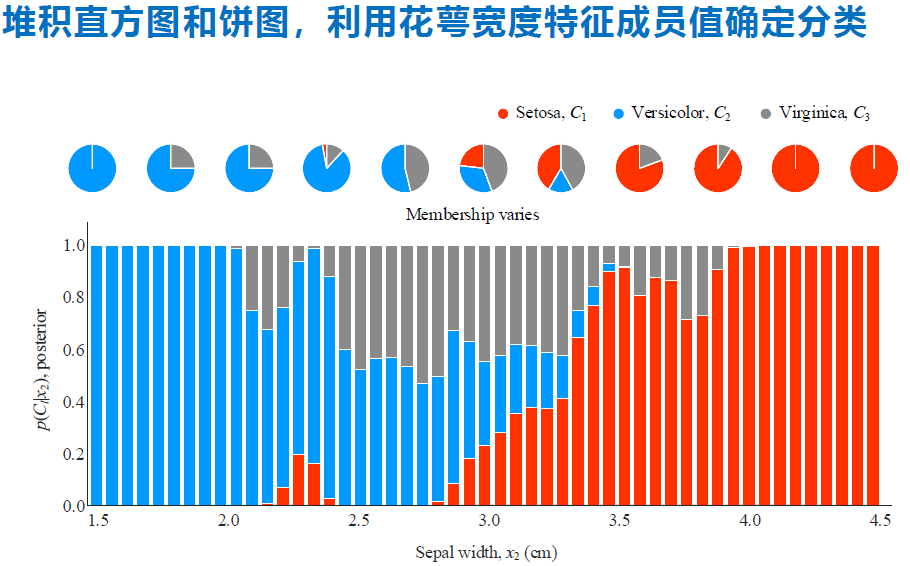 堆积直方图和饼图，利用花萼宽度特征成员值确定分类
Setosa, C1 Versicolor, C2 Virginica, C3
Membership varies
p(Ci|x2), posterior
1.0
0.8
0.6
0.4
0.2
0.0
1.5 2.0 2.5 3.0 3.5 4.0 4.5
Sepal width, x2 (cm)